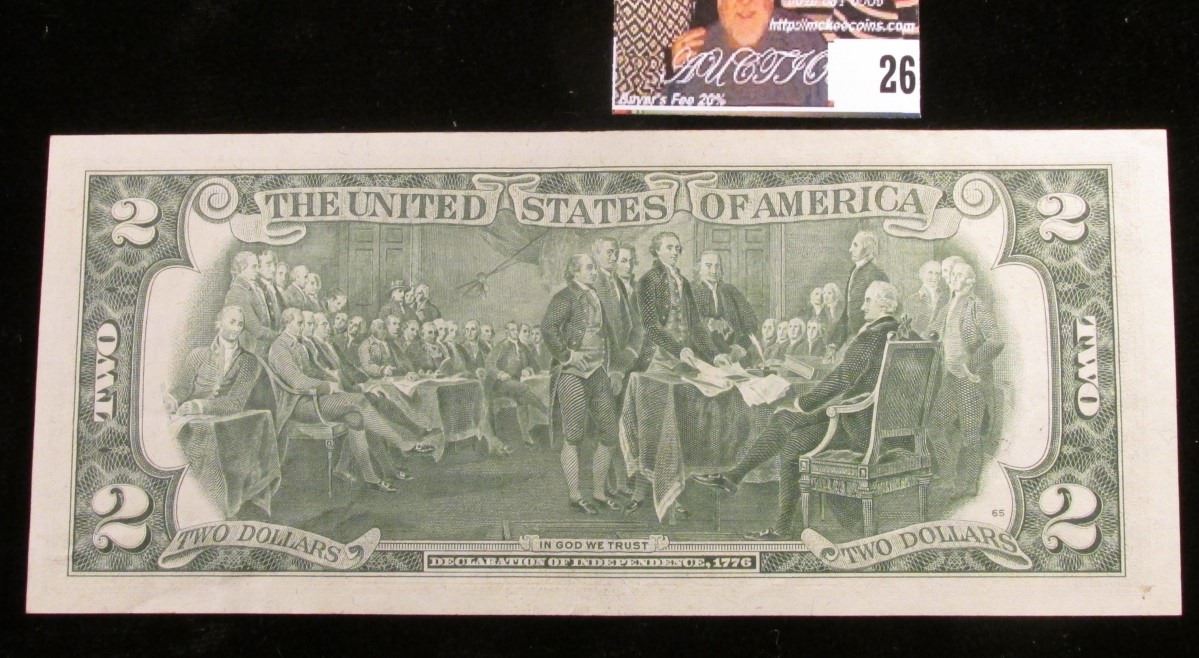 http://mckeecoins.com
AUCTIO
26
Buyer's Fee 20%
THE UNITED STATES OF AMERICA
2
2
TWO
TWO
2
2
65
TWO DOLLARS
TWO DOLLARS
IN GOD WE TRUST
DECLARATION OF INDEPENDENCE, 1776